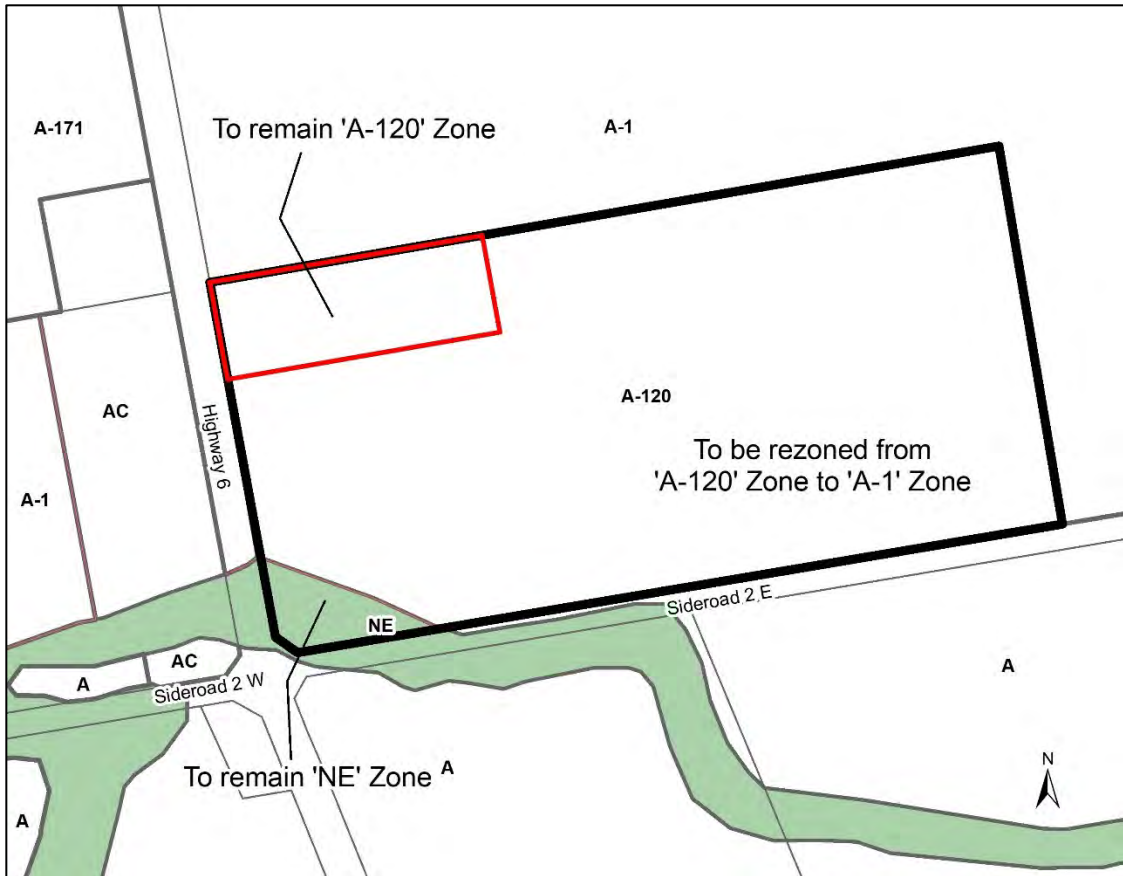 A-171
To remain 'A-120' Zone
A-1
AC
Highway 6
A-120
To be rezoned from
'A-120' Zone to 'A-1' Zone
A-1
Sideroad 2 E
NE
AC
A
Sideroad 2 W
A
To remain 'NE' Zone
A
A
N